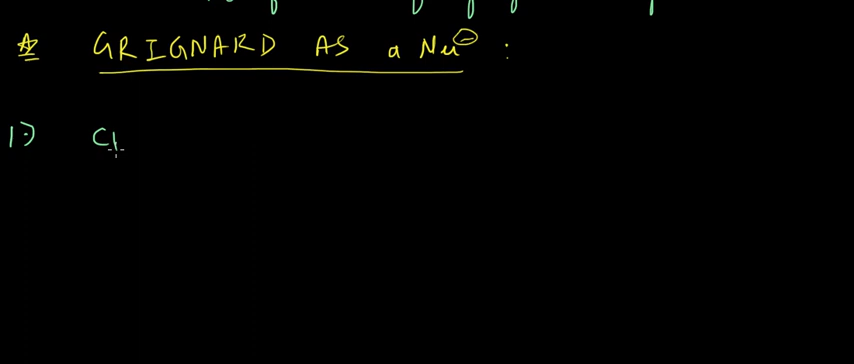 ☆ GRIGNARD AS a Nu⊖ :
1·) C